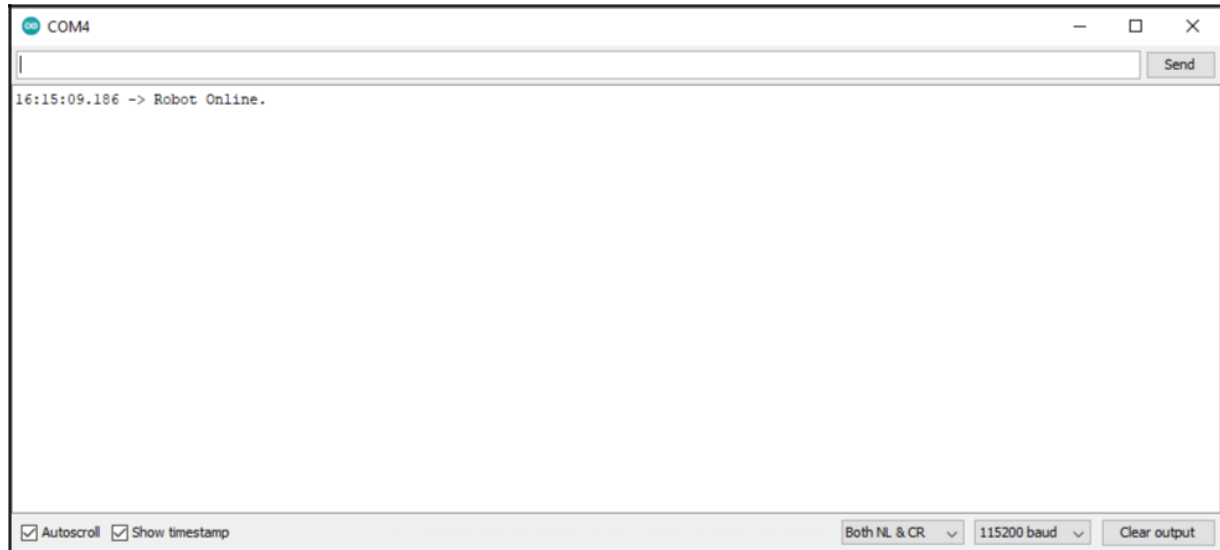 COM4
Send
16:15:09.186 -> Robot Online.
Autoscroll Show timestamp Both NL & CR 115200 baud Clear output